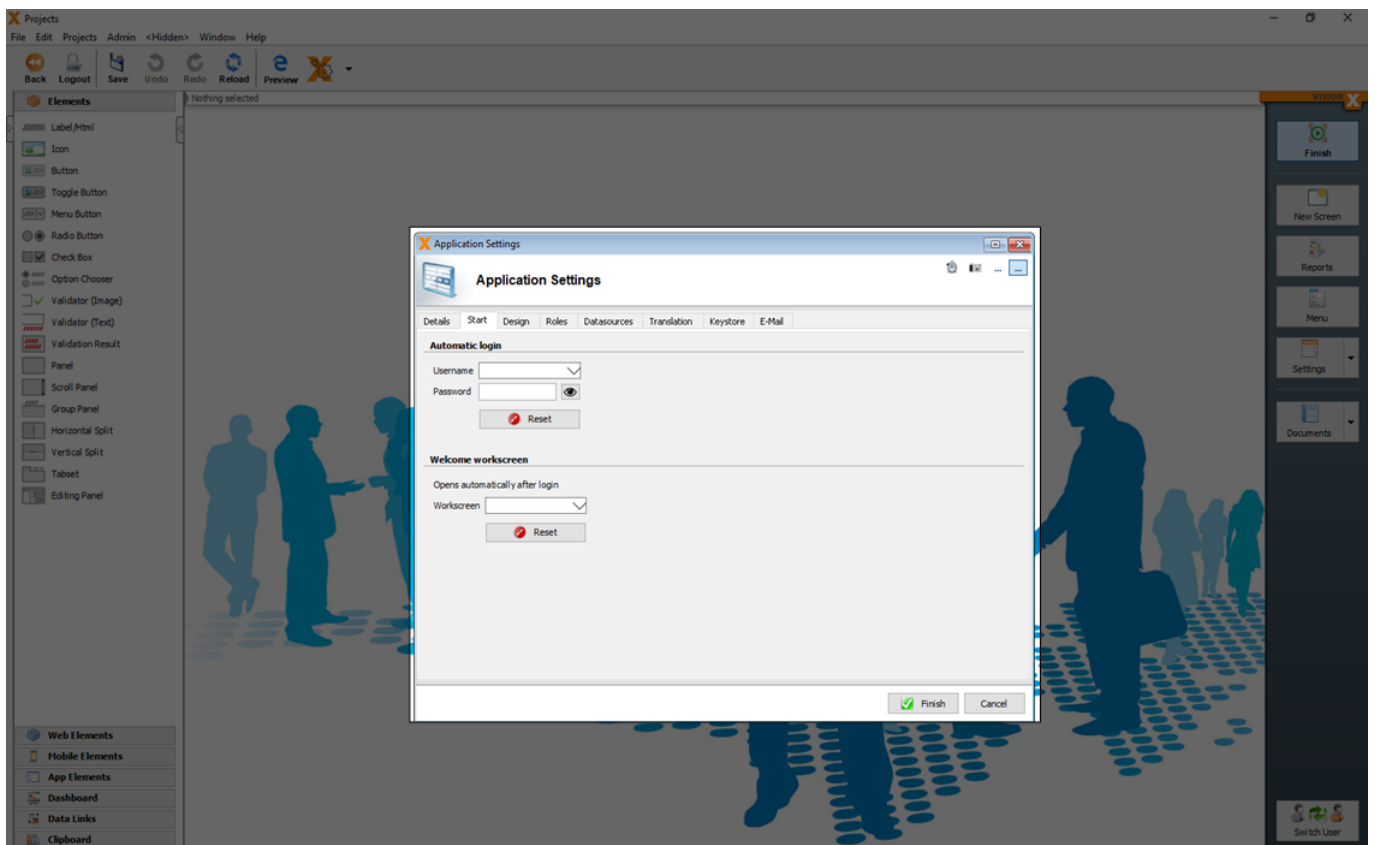 Projects
File Edit Projects Admin <Hidden> Window Help
Back Logout Save Undo Redo Reload Preview
Elements
Nothing selected
Label/Html
Icon
Button
Toggle Button
Menu Button
Radio Button
Check Box
Option Chooser
Validator (Image)
Validator (Text)
Validation Result
Panel
Scroll Panel
Group Panel
Horizontal Split
Vertical Split
Tabset
Editing Panel
Web Elements
Mobile Elements
App Elements
Dashboard
Data Links
Clipboard
Application Settings
Application Settings
Details Start Design Roles Datasources Translation Keystore E-Mail
Automatic login
Username
Password
Reset
Welcome workscreen
Opens automatically after login
Workscreen
Reset
Finish Cancel
VISION X
Finish
New Screen
Reports
Menu
Settings
Documents
Switch User